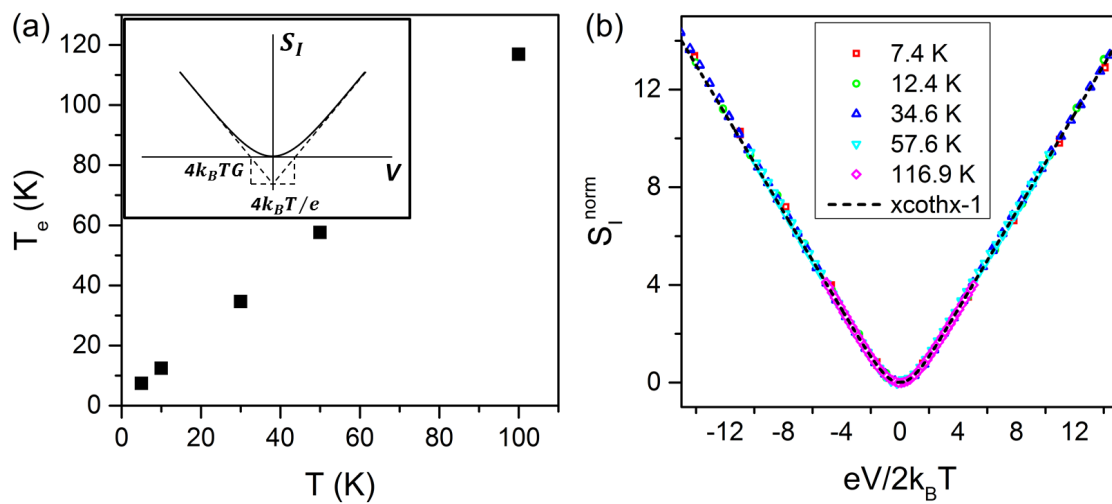 (a)
120
100
80
60
40
20
0
T_e (K)
0 20 40 60 80 100
T (K)
S_I
4k_BTG
V
4k_BT/e
(b)
12
8
4
0
S_I^norm
7.4 K
12.4 K
34.6 K
57.6 K
116.9 K
xcothx-1
-12 -8 -4 0 4 8 12
eV/2k_BT